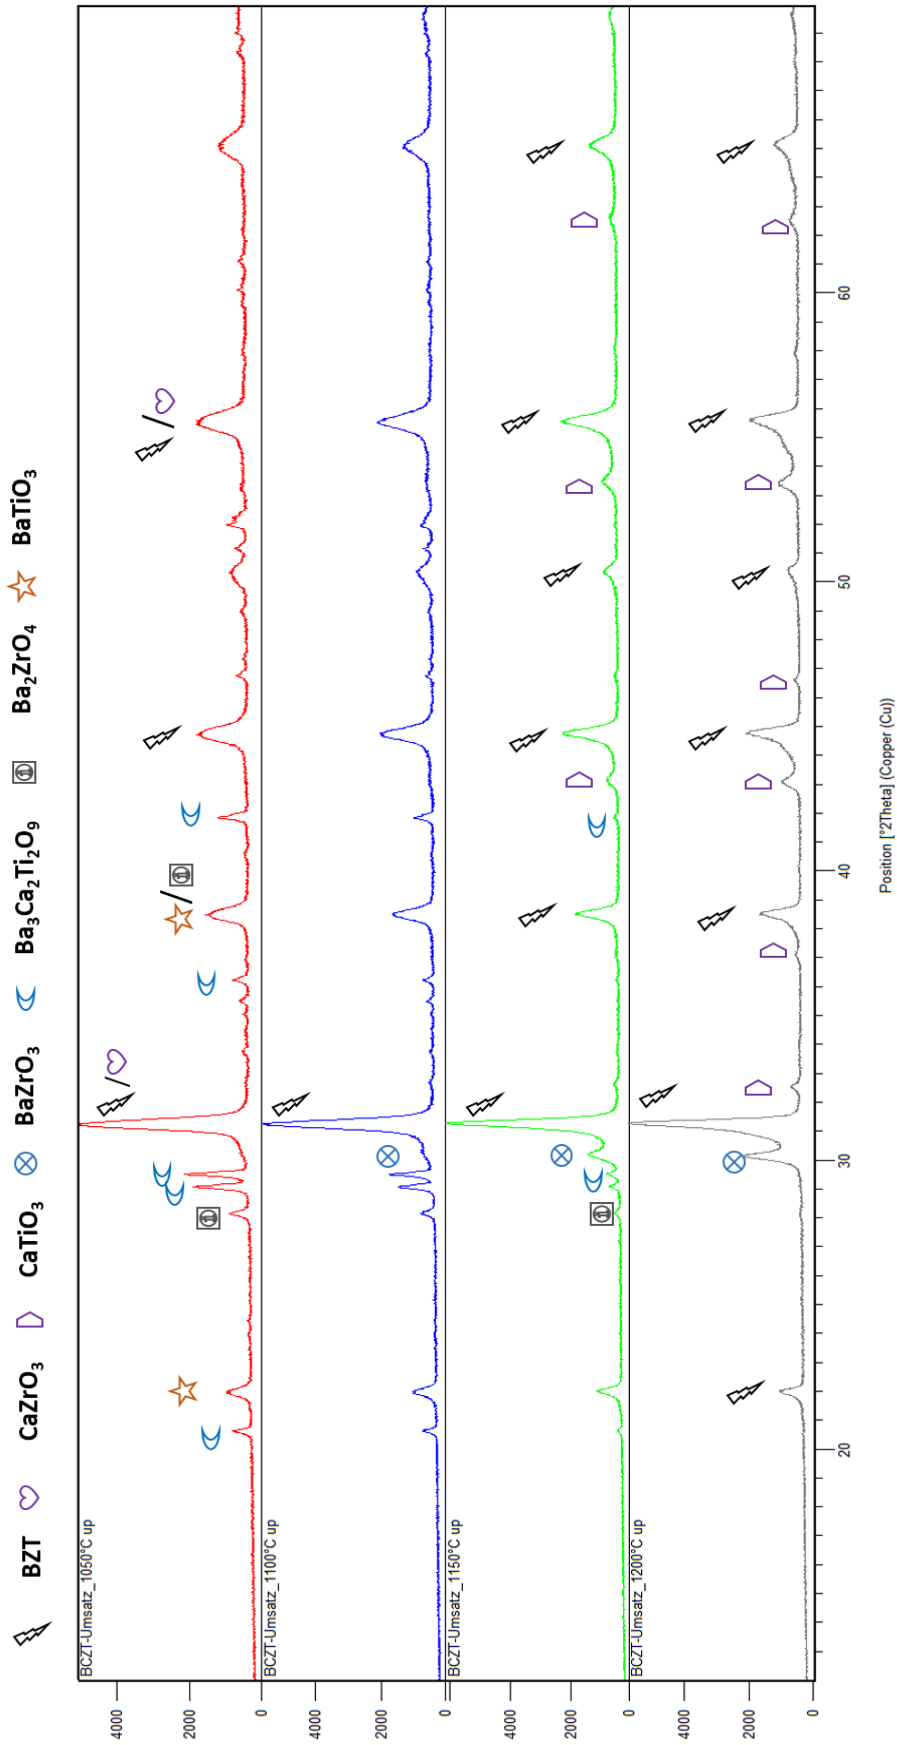 BZT CaZrO₃ CaTiO₃ BaZrO₃ Ba₃Ca₂Ti₂O₉ Ba₂ZrO₄ BaTiO₃
BCZT-Umsatz_1050°C up
4000
2000
0
BCZT-Umsatz_1100°C up
4000
2000
0
BCZT-Umsatz_1150°C up
4000
2000
0
BCZT-Umsatz_1200°C up
4000
2000
0
20 30 40 50 60
Position [°2Theta] (Copper (Cu))